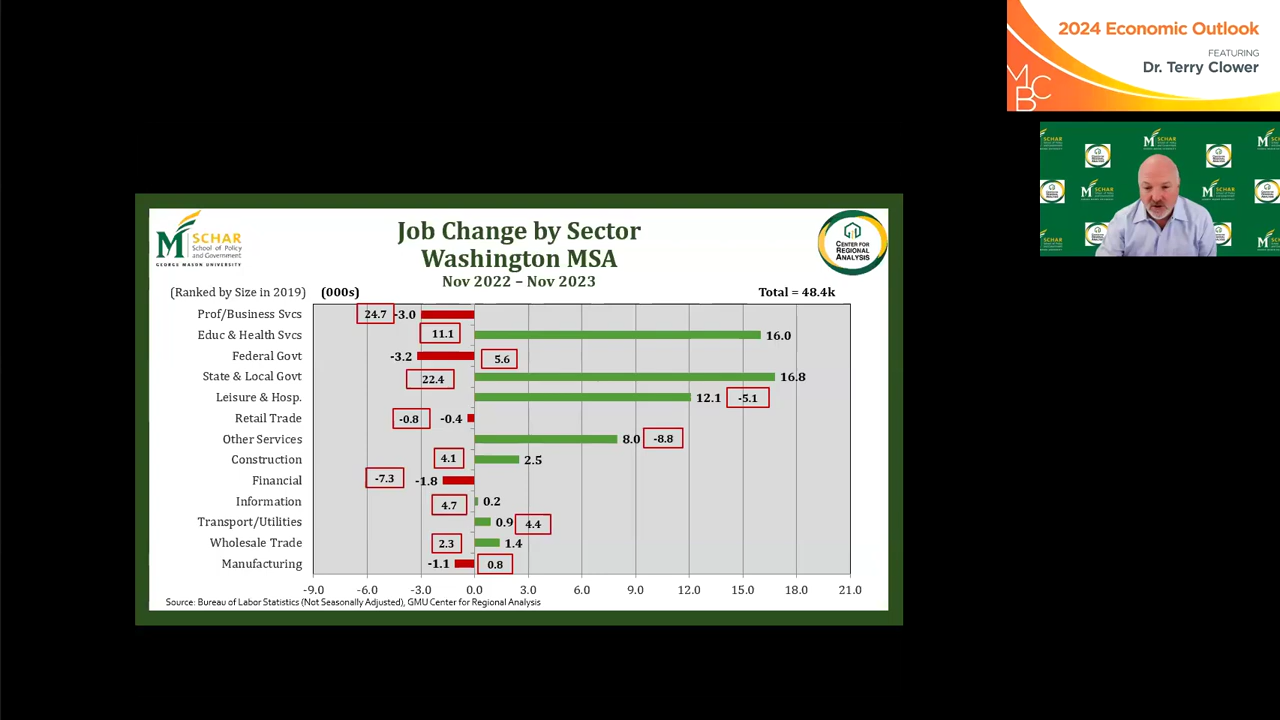 2024 Economic Outlook
FEATURING
Dr. Terry Clower
MCB
M SCHAR
School of Policy
and Government
GEORGE MASON UNIVERSITY
Job Change by Sector
Washington MSA
Nov 2022 – Nov 2023
CENTER FOR
REGIONAL
ANALYSIS
(Ranked by Size in 2019) (000s) Total = 48.4k
Prof/Business Svcs 24.7 -3.0
Educ & Health Svcs 11.1 16.0
Federal Govt -3.2 5.6
State & Local Govt 22.4 16.8
Leisure & Hosp. 12.1 -5.1
Retail Trade -0.8 -0.4
Other Services 8.0 -8.8
Construction 4.1 2.5
Financial -7.3 -1.8
Information 4.7 0.2
Transport/Utilities 0.9 4.4
Wholesale Trade 2.3 1.4
Manufacturing -1.1 0.8
-9.0 -6.0 -3.0 0.0 3.0 6.0 9.0 12.0 15.0 18.0 21.0
Source: Bureau of Labor Statistics (Not Seasonally Adjusted), GMU Center for Regional Analysis
SCHAR
M SCHAR
M SCHAR